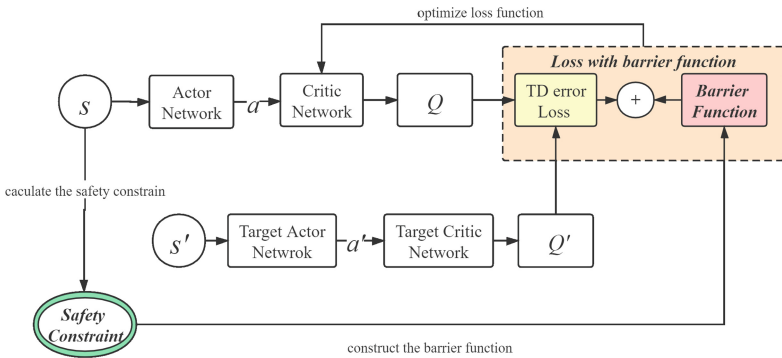 optimize loss function
Loss with barrier function
s
Actor
Network
a
Critic
Network
Q
TD error
Loss
+
Barrier
Function
caculate the safety constrain
s'
Target Actor
Netwrok
a'
Target Critic
Network
Q'
Safety
Constraint
construct the barrier function